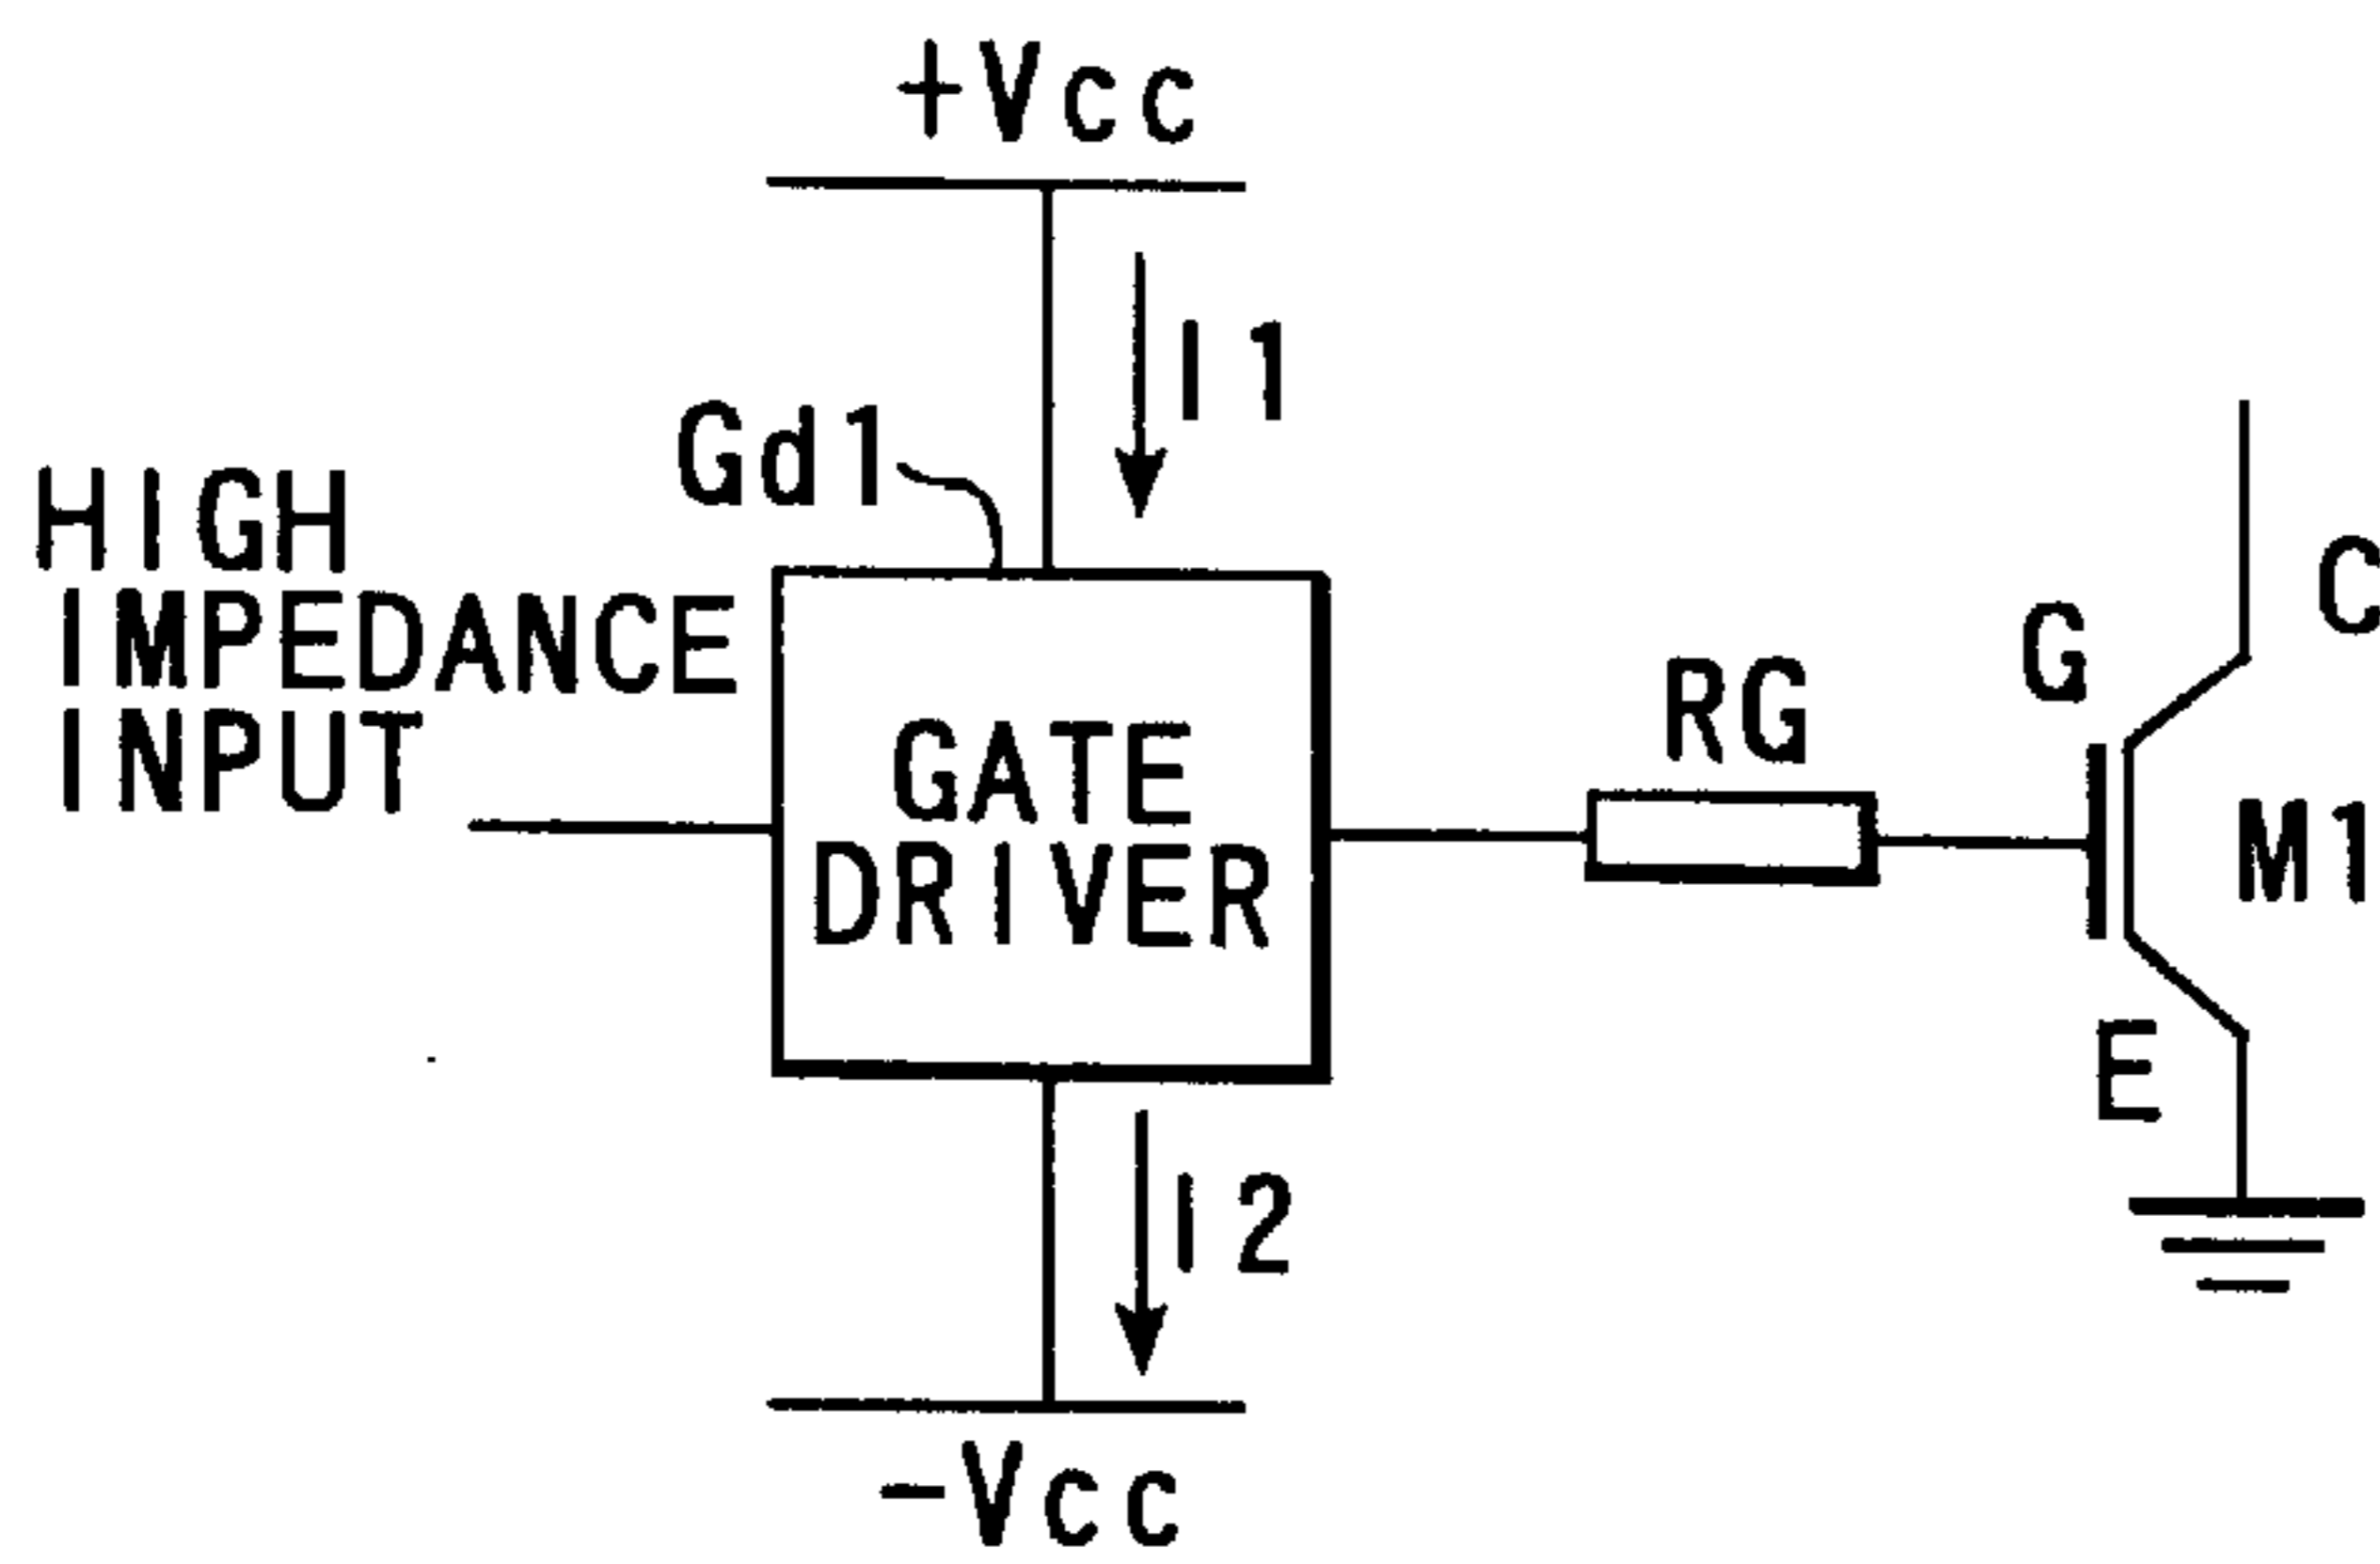 +Vcc
I1
Gd1
HIGH
IMPEDANCE
INPUT
GATE
DRIVER
RG
G
C
M1
E
I2
-Vcc